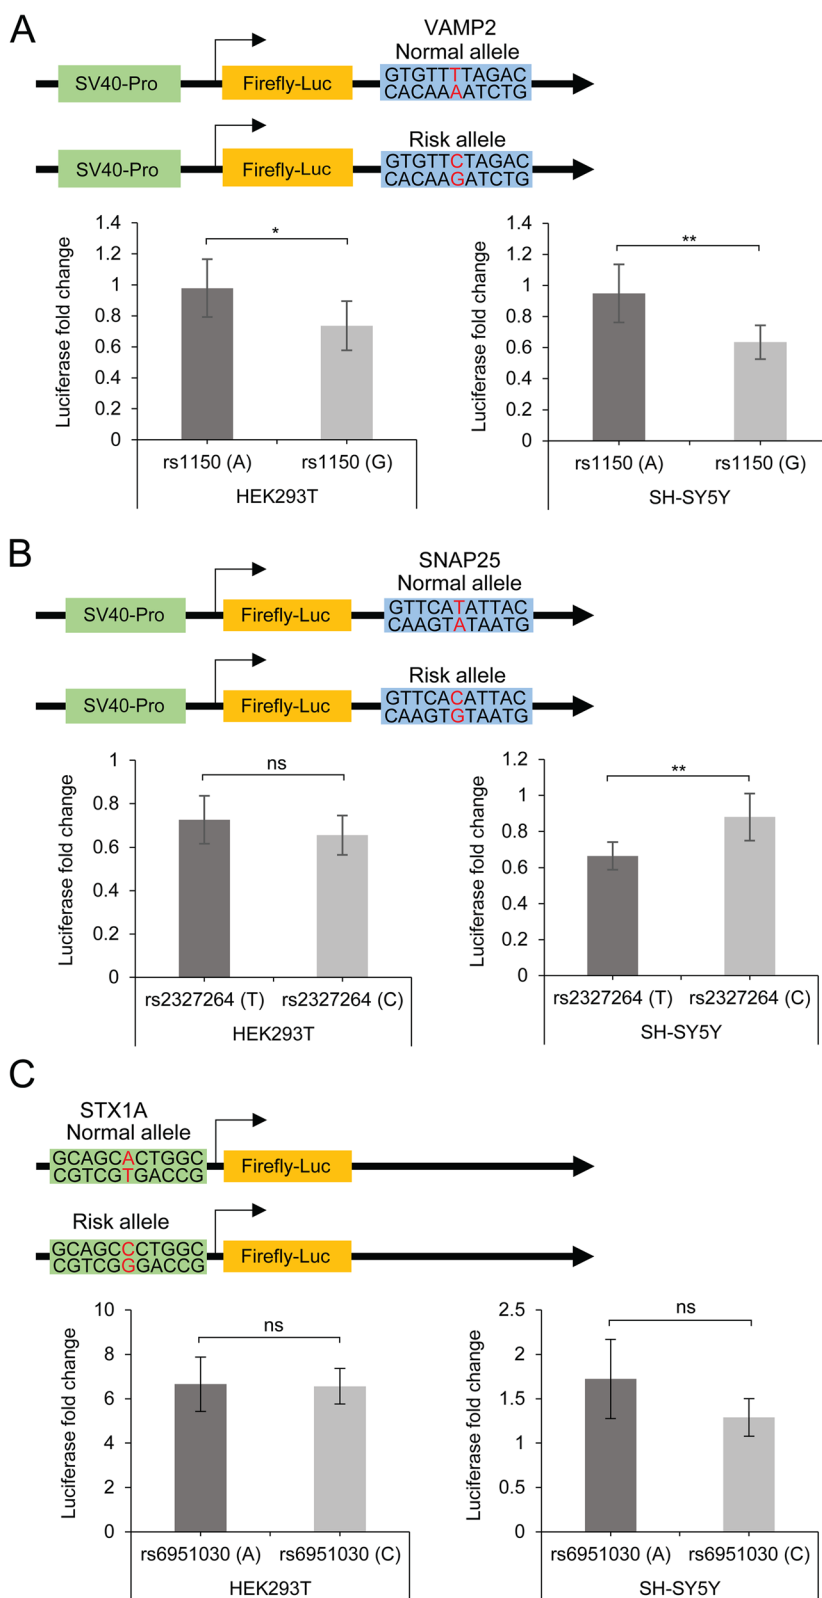 A
VAMP2
Normal allele
SV40-Pro Firefly-Luc GTGTTTTAGAC
CACAAAATCTG
Risk allele
SV40-Pro Firefly-Luc GTGTTCTAGAC
CACAAGATCTG
Luciferase fold change
1.4
1.2
1
0.8
0.6
0.4
0.2
0
*
rs1150 (A) rs1150 (G)
HEK293T
Luciferase fold change
1.4
1.2
1
0.8
0.6
0.4
0.2
0
**
rs1150 (A) rs1150 (G)
SH-SY5Y
B
SNAP25
Normal allele
SV40-Pro Firefly-Luc GTTCATATTAC
CAAGTATAATG
Risk allele
SV40-Pro Firefly-Luc GTTCACATTAC
CAAGTGTAATG
Luciferase fold change
1
0.8
0.6
0.4
0.2
0
ns
rs2327264 (T) rs2327264 (C)
HEK293T
Luciferase fold change
1.2
1
0.8
0.6
0.4
0.2
0
**
rs2327264 (T) rs2327264 (C)
SH-SY5Y
C
STX1A
Normal allele
GCAGCACTGGC Firefly-Luc
CGTCGTGACCG
Risk allele
GCAGCCCTGGC Firefly-Luc
CGTCGGGACCG
Luciferase fold change
10
8
6
4
2
0
ns
rs6951030 (A) rs6951030 (C)
HEK293T
Luciferase fold change
2.5
2
1.5
1
0.5
0
ns
rs6951030 (A) rs6951030 (C)
SH-SY5Y